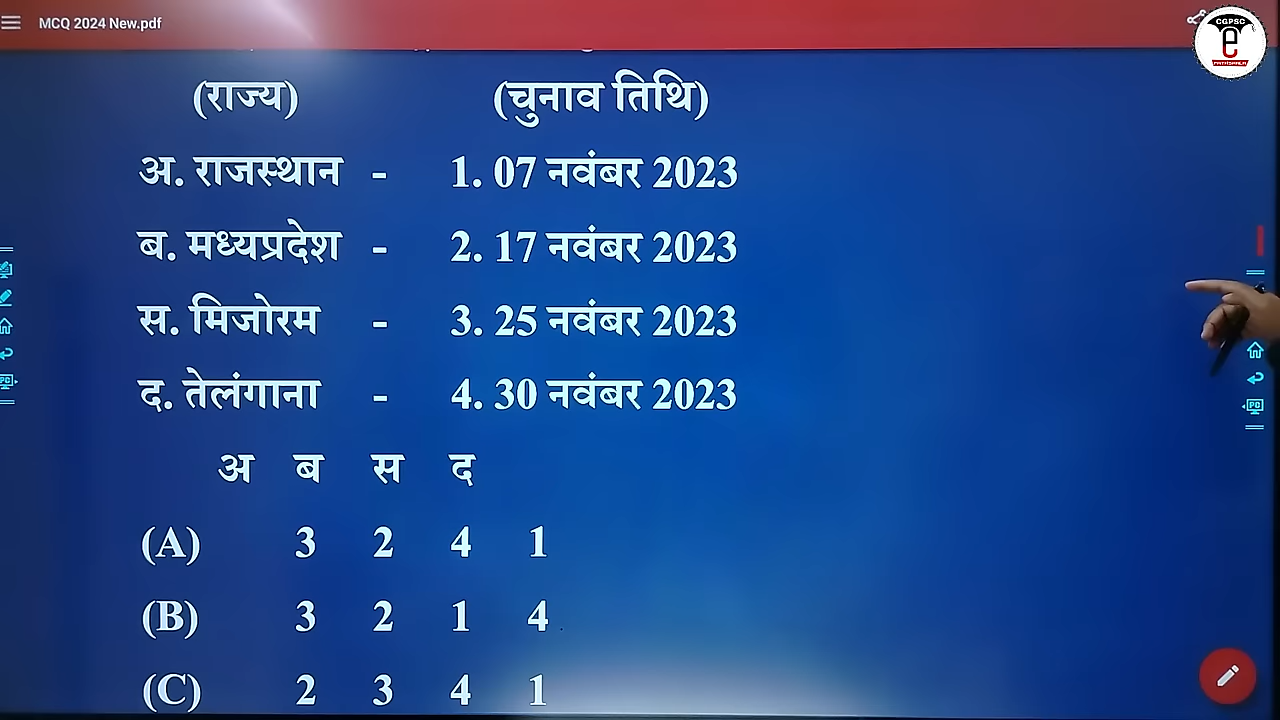 MCQ 2024 New.pdf
CGPSC
e
(राज्य) (चुनाव तिथि)
अ. राजस्थान - 1. 07 नवंबर 2023
ब. मध्यप्रदेश - 2. 17 नवंबर 2023
स. मिजोरम - 3. 25 नवंबर 2023
द. तेलंगाना - 4. 30 नवंबर 2023
अ ब स द
(A) 3 2 4 1
(B) 3 2 1 4
(C) 2 3 4 1
PC
PC